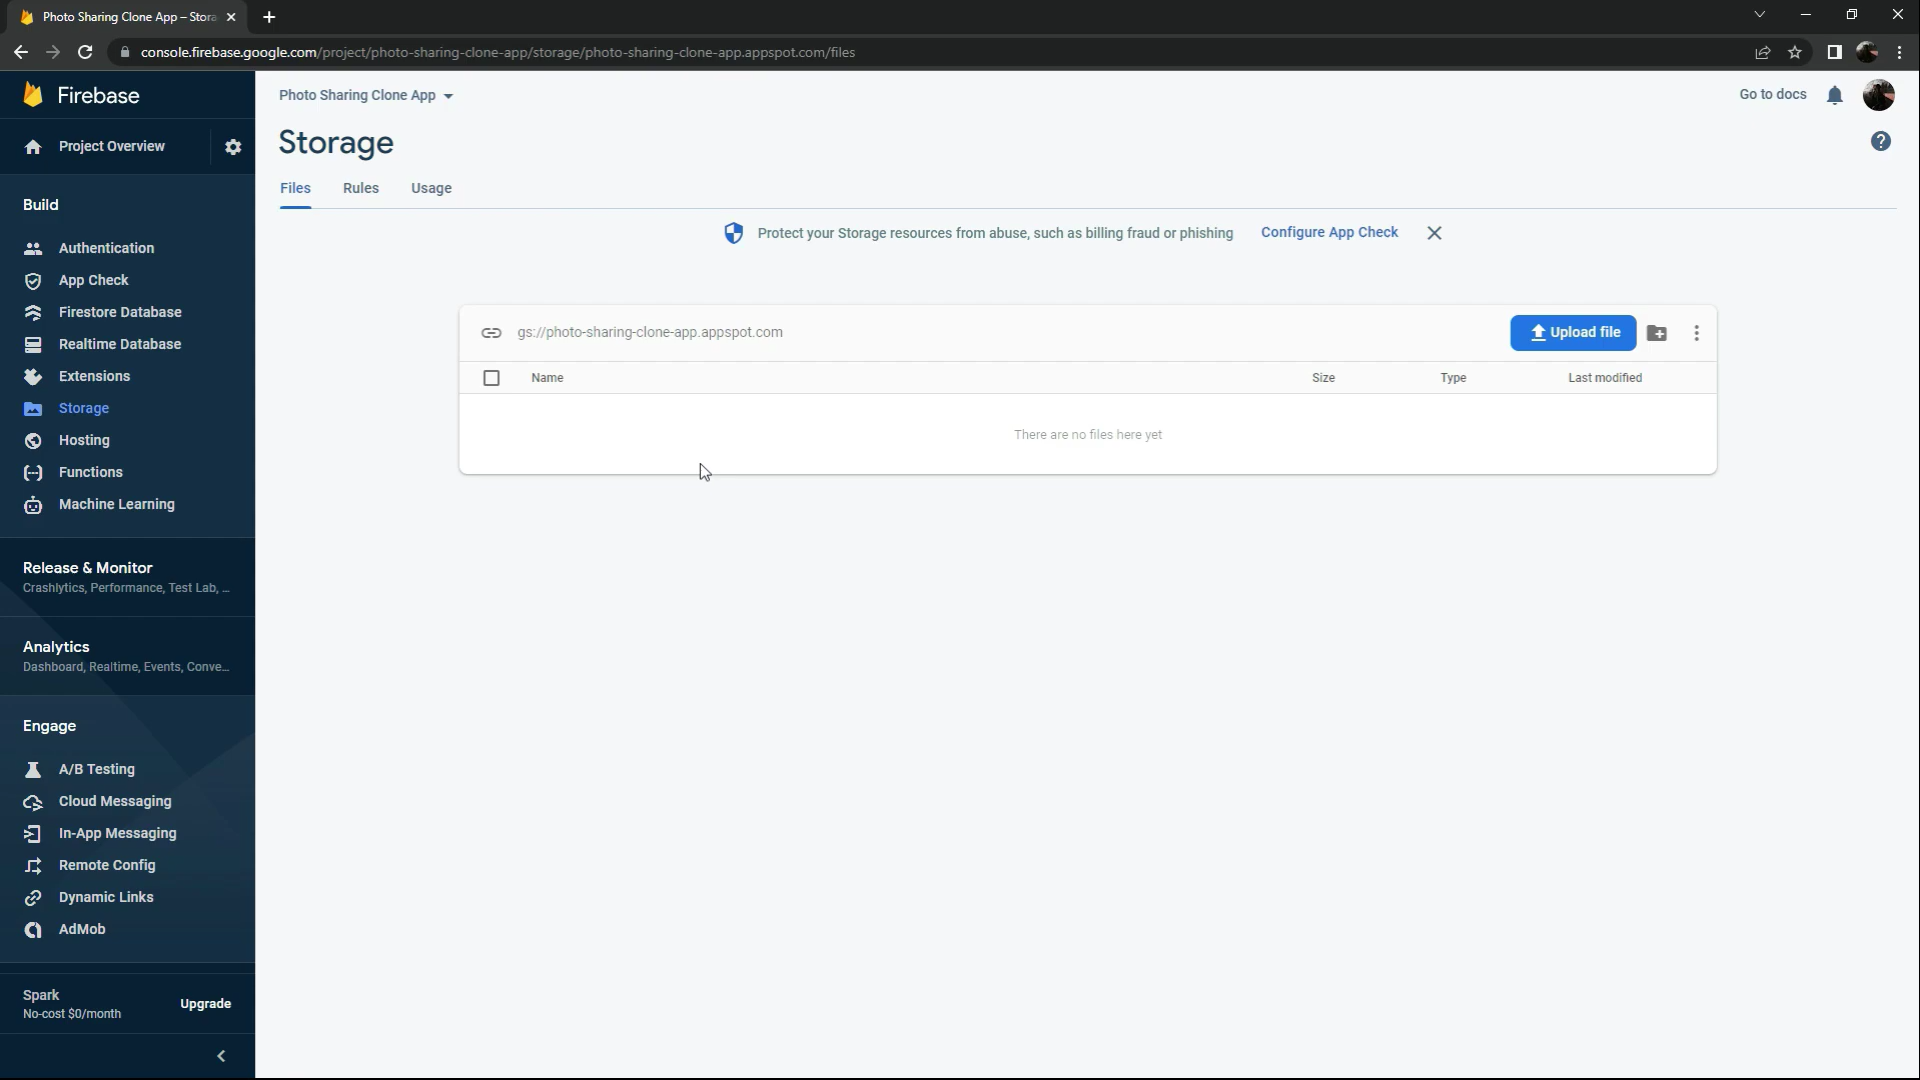 Photo Sharing Clone App – Stora
console.firebase.google.com/project/photo-sharing-clone-app/storage/photo-sharing-clone-app.appspot.com/files
Firebase
Project Overview
Build
Authentication
App Check
Firestore Database
Realtime Database
Extensions
Storage
Hosting
Functions
Machine Learning
Release & Monitor
Crashlytics, Performance, Test Lab, ...
Analytics
Dashboard, Realtime, Events, Conve...
Engage
A/B Testing
Cloud Messaging
In-App Messaging
Remote Config
Dynamic Links
AdMob
Spark
No-cost $0/month
Upgrade
Photo Sharing Clone App
Go to docs
Storage
Files Rules Usage
Protect your Storage resources from abuse, such as billing fraud or phishing Configure App Check
gs://photo-sharing-clone-app.appspot.com
Upload file
Name Size Type Last modified
There are no files here yet